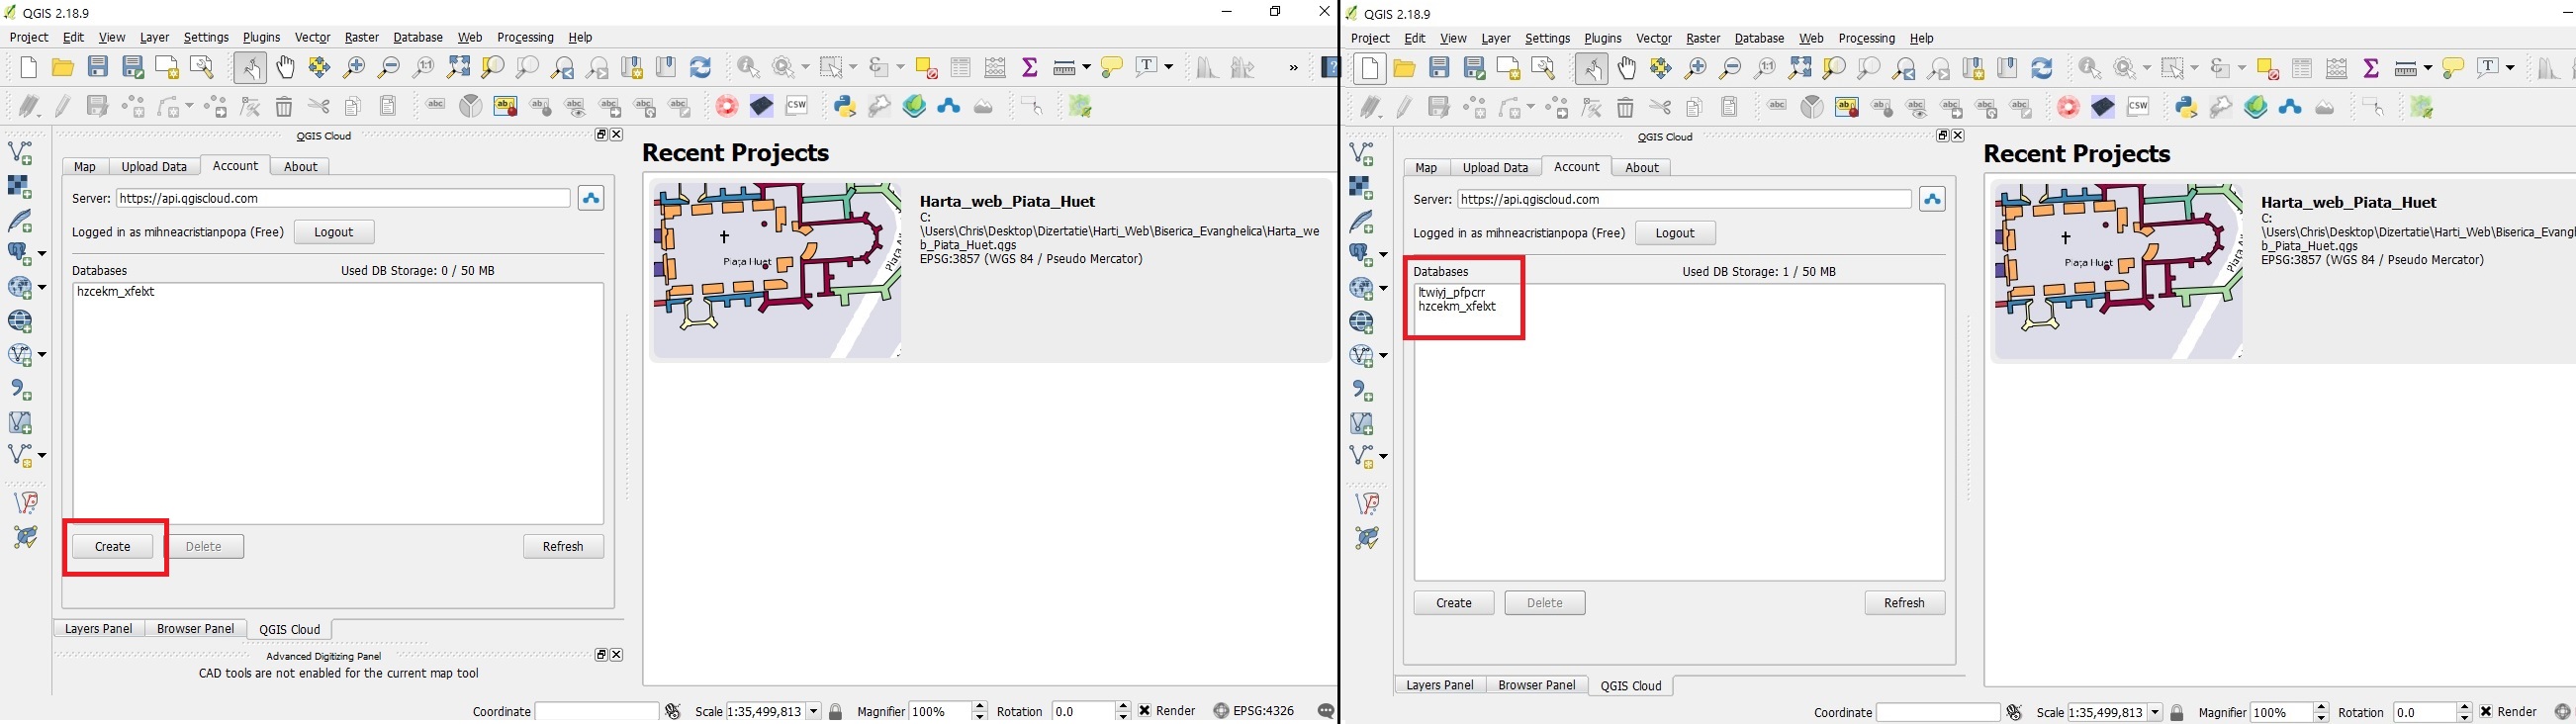 QGIS 2.18.9
Project Edit View Layer Settings Plugins Vector Raster Database Web Processing Help
QGIS Cloud
Map Upload Data Account About
Server: https://api.qgiscloud.com
Logged in as mihneacristianpopa (Free) Logout
Databases Used DB Storage: 0 / 50 MB
hzcekm_xfelxt
Create Delete Refresh
Layers Panel Browser Panel QGIS Cloud
Advanced Digitizing Panel
CAD tools are not enabled for the current map tool
Recent Projects
Piața Huet
Harta_web_Piata_Huet
C:
\Users\Chris\Desktop\Dizertatie\Harti_Web\Biserica_Evanghelica\Harta_we
b_Piata_Huet.qgs
EPSG:3857 (WGS 84 / Pseudo Mercator)
Coordinate Scale 1:35,499,813 Magnifier 100% Rotation 0.0 Render EPSG:4326
QGIS 2.18.9
Project Edit View Layer Settings Plugins Vector Raster Database Web Processing Help
QGIS Cloud
Map Upload Data Account About
Server: https://api.qgiscloud.com
Logged in as mihneacristianpopa (Free) Logout
Databases Used DB Storage: 1 / 50 MB
ltwiyj_pfpcrr
hzcekm_xfelxt
Create Delete Refresh
Layers Panel Browser Panel QGIS Cloud
Recent Projects
Piața Huet
Harta_web_Piata_Huet
C:
\Users\Chris\Desktop\Dizertatie\Harti_Web\Biserica_Evangh
b_Piata_Huet.qgs
EPSG:3857 (WGS 84 / Pseudo Mercator)
Coordinate Scale 1:35,499,813 Magnifier 100% Rotation 0.0 Render